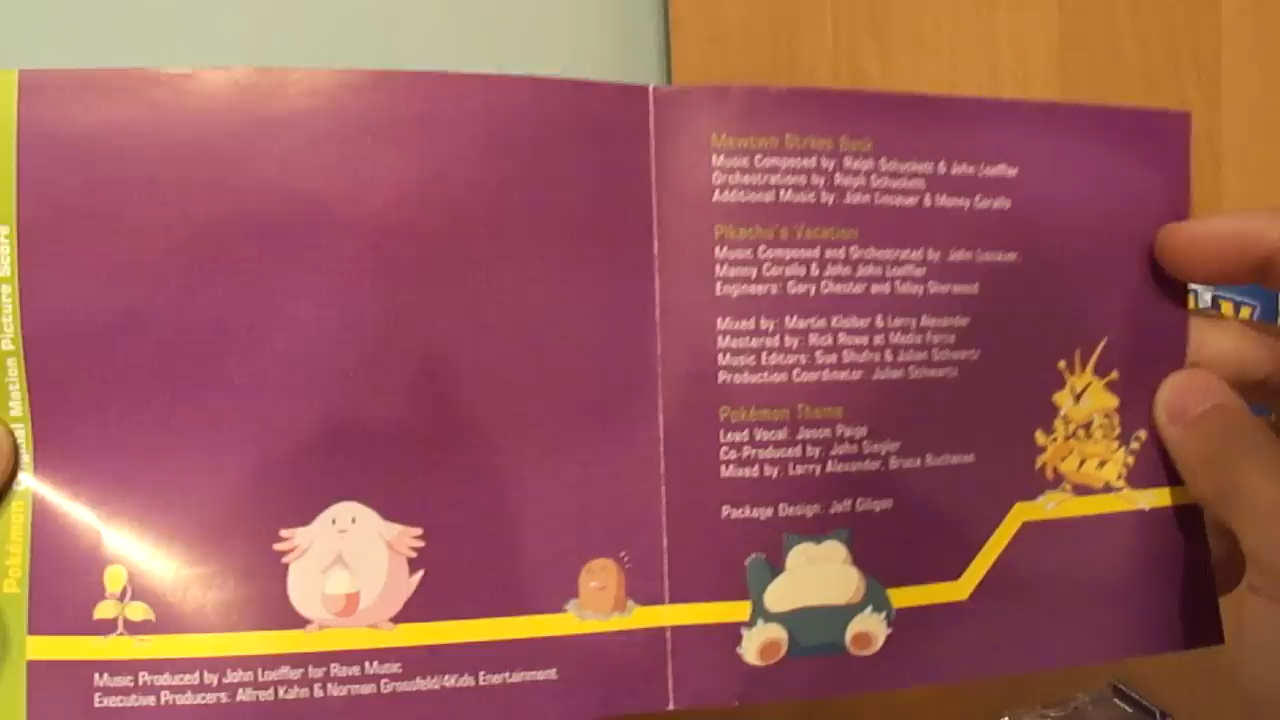 Pokémon Original Motion Picture Score
Music Produced by John Loeffler for Rave Music
Executive Producers: Alfred Kahn & Norman Grossfeld/4Kids Enertainment
Mewtwo Strikes Back
Music Composed by: Ralph Schuckett & John Loeffler
Orchestrations by: Ralph Schuckett
Additional Music by: John Lissauer & Manny Corallo
Pikachu's Vacation
Music Composed and Orchestrated by John Lissauer,
Manny Corallo & John John Loeffler
Engineers: Gary Chester and Talley Sherwood
Mixed by: Martin Kloiber & Larry Alexander
Mastered by: Rick Rowe at Media Force
Music Editors: Sue Shufro & Julian Schwartz
Production Coordinator: Julian Schwartz
Pokémon Theme
Lead Vocal: Jason Paige
Co-Produced by: John Siegler
Mixed by: Larry Alexander, Bruce Buchanan
Package Design: Jeff Gilligan